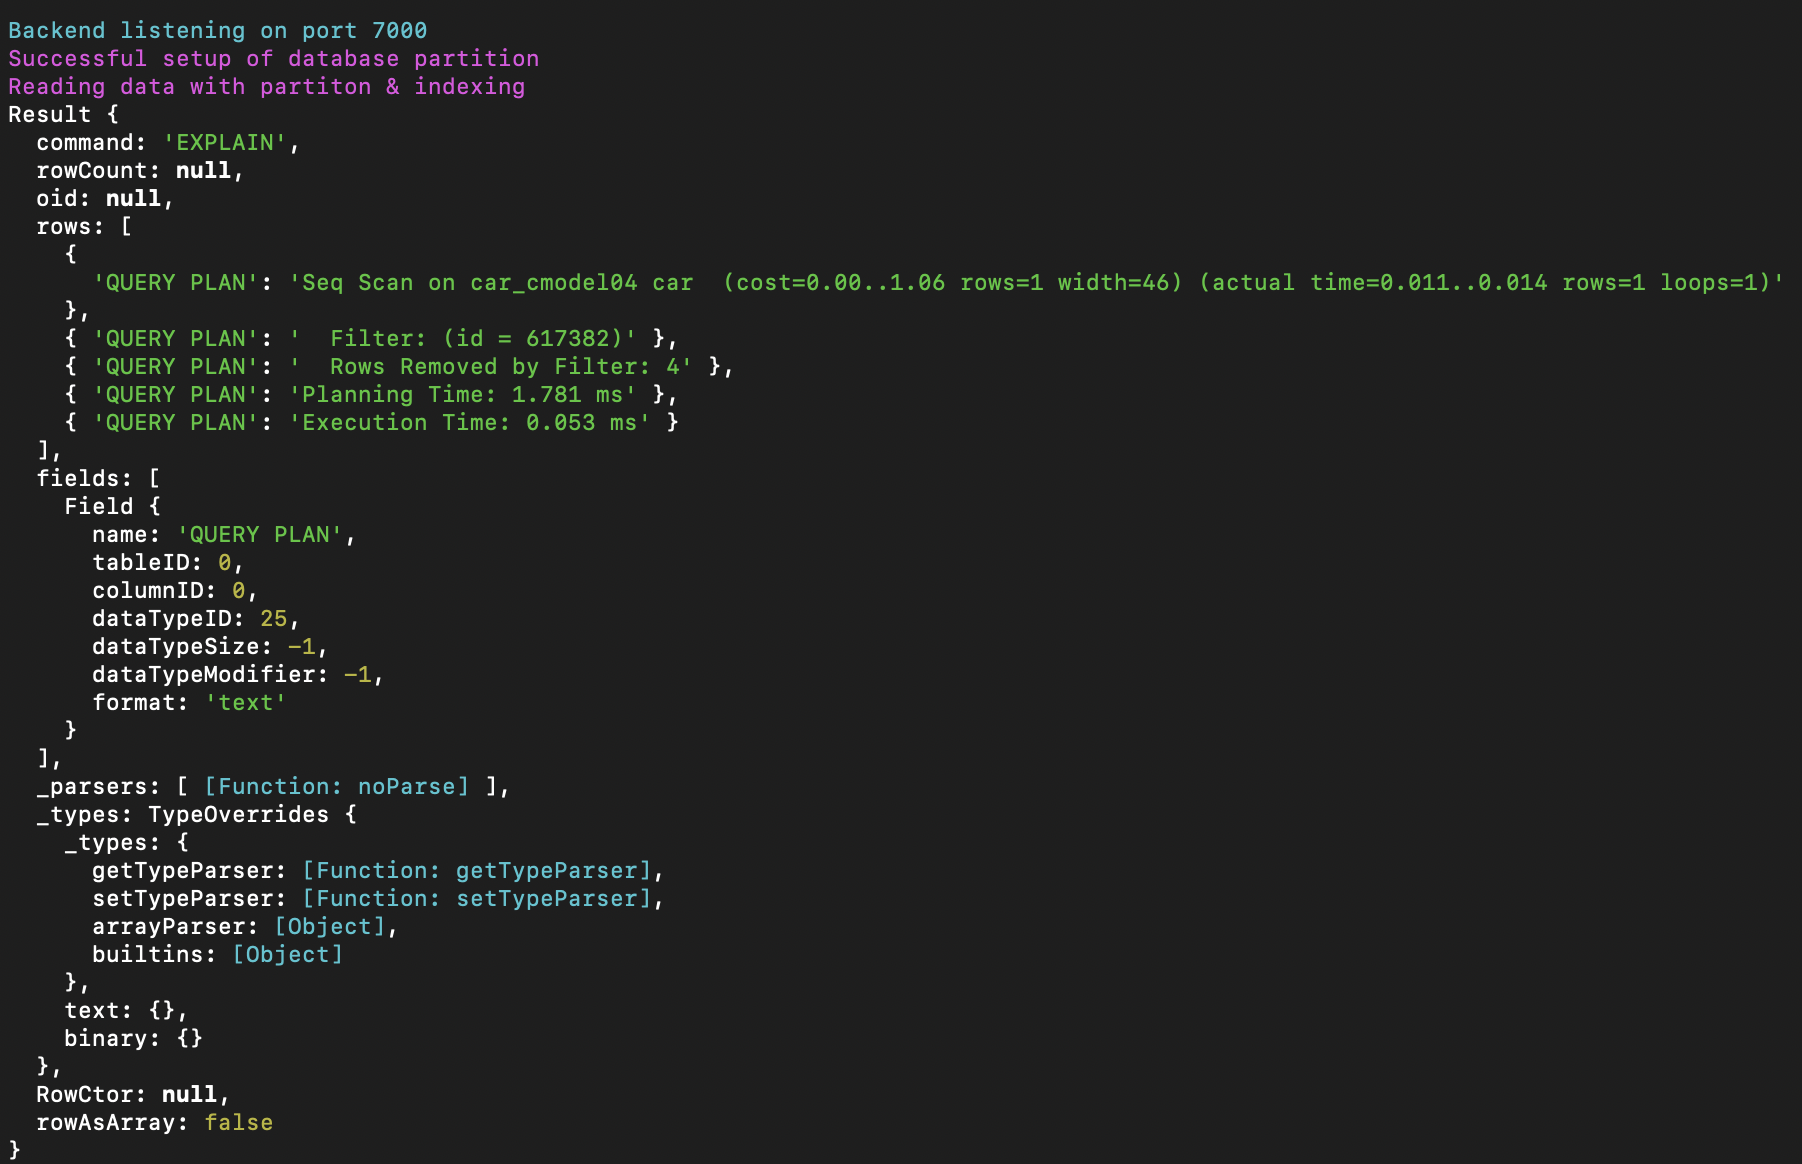 Backend listening on port 7000
Successful setup of database partition
Reading data with partiton & indexing
Result {
  command: 'EXPLAIN',
  rowCount: null,
  oid: null,
  rows: [
    {
      'QUERY PLAN': 'Seq Scan on car_cmodel04 car  (cost=0.00..1.06 rows=1 width=46) (actual time=0.011..0.014 rows=1 loops=1)'
    },
    { 'QUERY PLAN': '  Filter: (id = 617382)' },
    { 'QUERY PLAN': '  Rows Removed by Filter: 4' },
    { 'QUERY PLAN': 'Planning Time: 1.781 ms' },
    { 'QUERY PLAN': 'Execution Time: 0.053 ms' }
  ],
  fields: [
    Field {
      name: 'QUERY PLAN',
      tableID: 0,
      columnID: 0,
      dataTypeID: 25,
      dataTypeSize: -1,
      dataTypeModifier: -1,
      format: 'text'
    }
  ],
  _parsers: [ [Function: noParse] ],
  _types: TypeOverrides {
    _types: {
      getTypeParser: [Function: getTypeParser],
      setTypeParser: [Function: setTypeParser],
      arrayParser: [Object],
      builtins: [Object]
    },
    text: {},
    binary: {}
  },
  RowCtor: null,
  rowAsArray: false
}